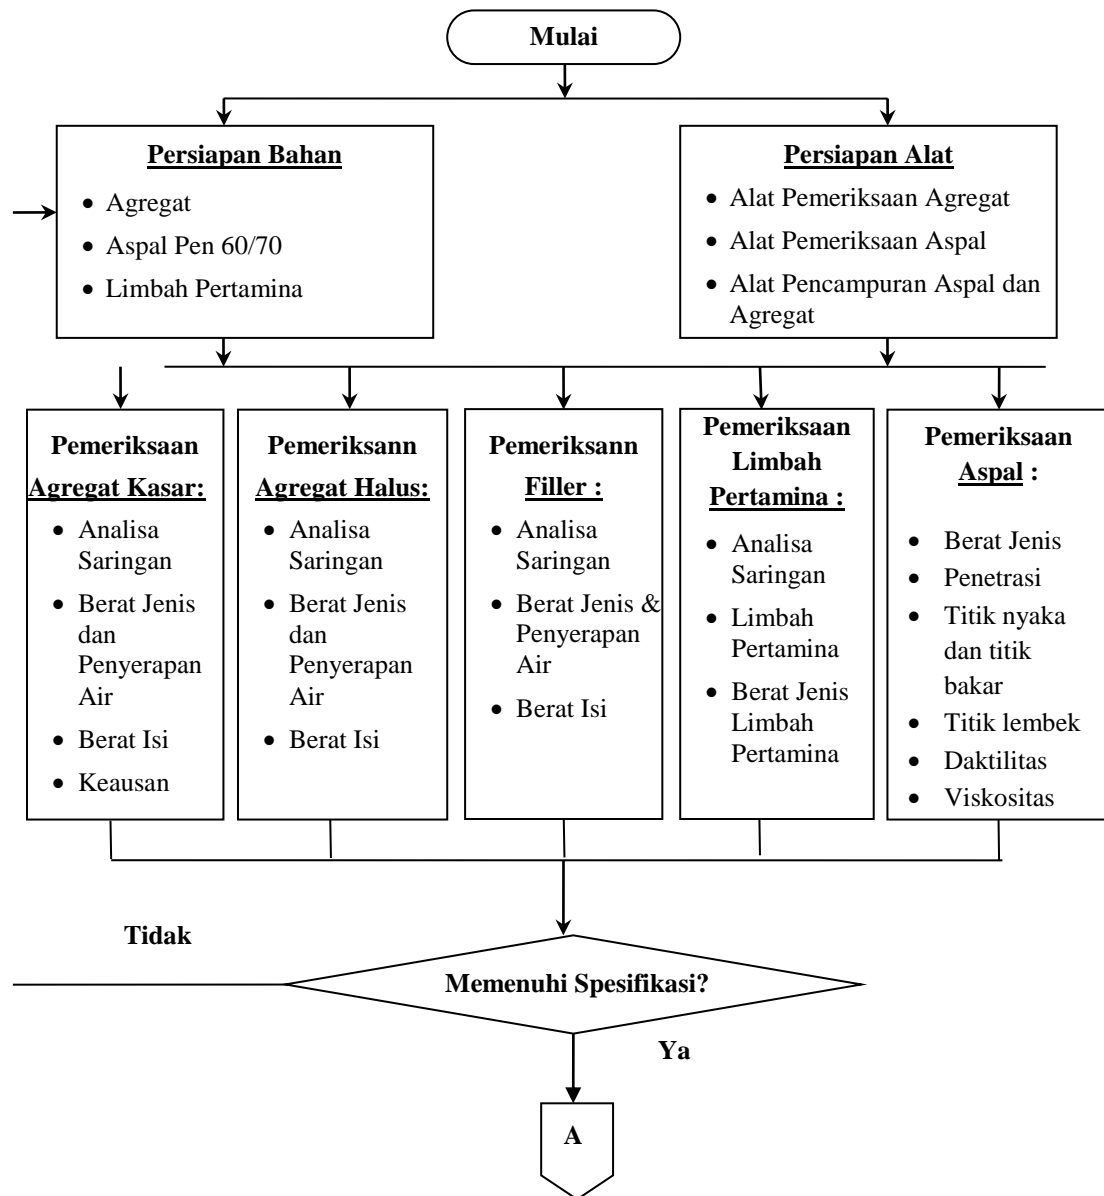 Mulai
Persiapan Bahan
• Agregat
• Aspal Pen 60/70
• Limbah Pertamina
Persiapan Alat
• Alat Pemeriksaan Agregat
• Alat Pemeriksaan Aspal
• Alat Pencampuran Aspal dan
Agregat
Pemeriksaan
Agregat Kasar:
• Analisa
Saringan
• Berat Jenis
dan
Penyerapan
Air
• Berat Isi
• Keausan
Pemeriksann
Agregat Halus:
• Analisa
Saringan
• Berat Jenis
dan
Penyerapan
Air
• Berat Isi
Pemeriksann
Filler :
• Analisa
Saringan
• Berat Jenis &
Penyerapan
Air
• Berat Isi
Pemeriksaan
Limbah
Pertamina :
• Analisa
Saringan
• Limbah
Pertamina
• Berat Jenis
Limbah
Pertamina
Pemeriksaan
Aspal :
• Berat Jenis
• Penetrasi
• Titik nyaka
dan titik
bakar
• Titik lembek
• Daktilitas
• Viskositas
Tidak
Memenuhi Spesifikasi?
Ya
A